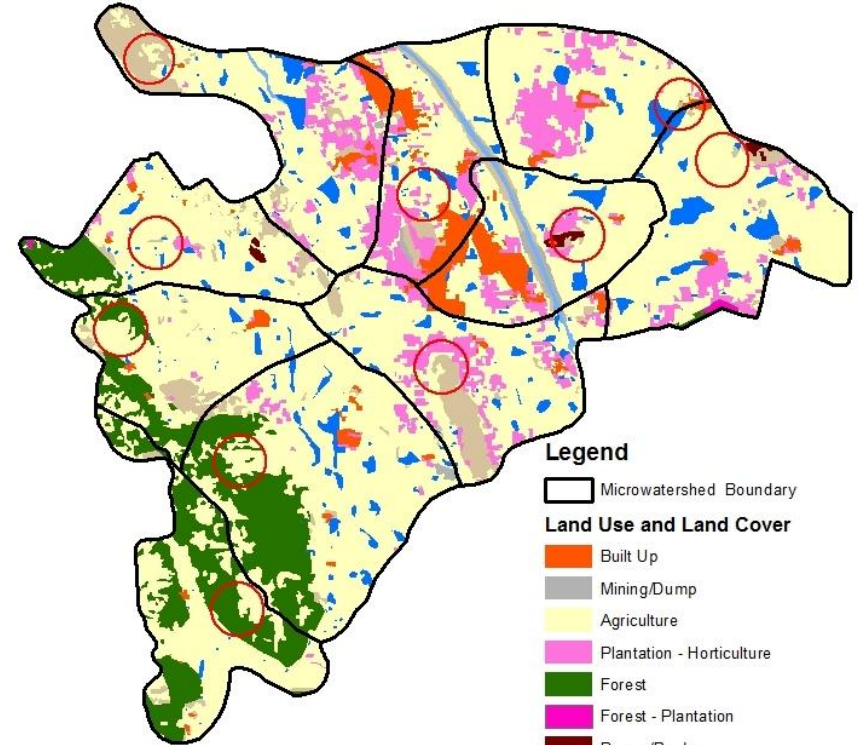 Legend
Microwatershed Boundary
Land Use and Land Cover
Built Up
Mining/Dump
Agriculture
Plantation - Horticulture
Forest
Forest - Plantation